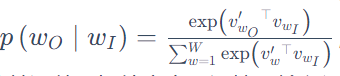 p (w_O | w_I) = exp(v'_{w_O}^⊤ v_{w_I}) / ∑_{w=1}^{W} exp(v'_w^⊤ v_{w_I})